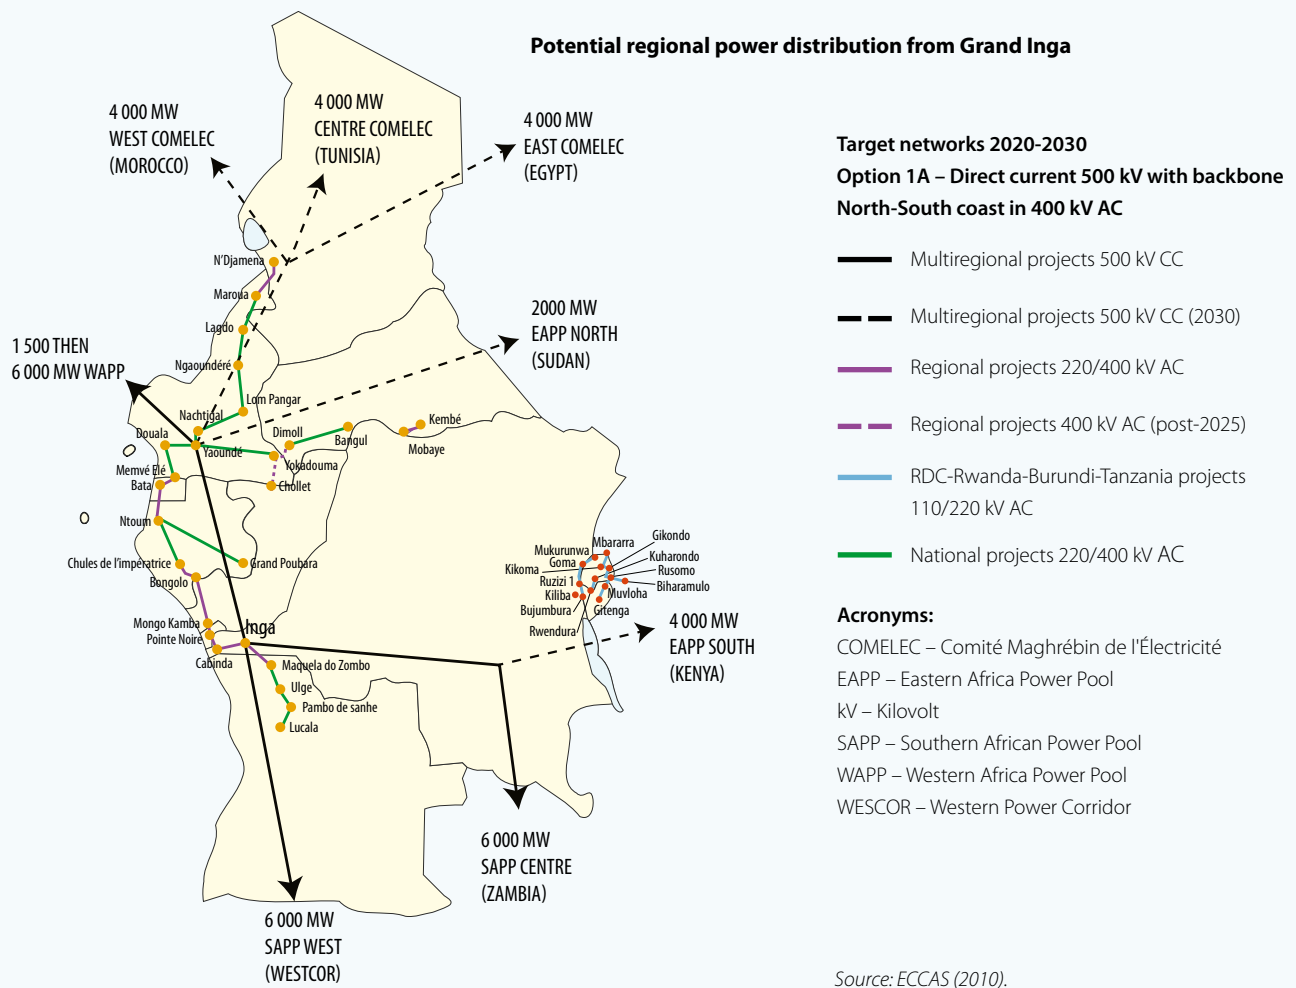 Potential regional power distribution from Grand Inga
4 000 MW
WEST COMELEC
(MOROCCO)
4 000 MW
CENTRE COMELEC
(TUNISIA)
4 000 MW
EAST COMELEC
(EGYPT)
2000 MW
EAPP NORTH
(SUDAN)
1 500 THEN
6 000 MW WAPP
N'Djamena
Maroua
Lagdo
Ngaoundéré
Lom Pangar
Nachtigal
Douala
Yaoundé
Dimoll
Bangul
Kembé
Mobaye
Yokadouma
Chollet
Memvé Élé
Bata
Ntoum
Chules de l'impératrice
Grand Poubara
Bongolo
Mongo Kamba
Pointe Noire
Inga
Cabinda
Maquela do Zombo
Ulge
Pambo de sanhe
Lucala
Mukurunwa
Mbararra
Gikondo
Goma
Kuharondo
Kikoma
Rusomo
Ruzizi 1
Biharamulo
Kiliba
Muvloha
Bujumbura
Gitenga
Rwendura
4 000 MW
EAPP SOUTH
(KENYA)
6 000 MW
SAPP CENTRE
(ZAMBIA)
6 000 MW
SAPP WEST
(WESTCOR)
Target networks 2020-2030
Option 1A – Direct current 500 kV with backbone
North-South coast in 400 kV AC
Multiregional projects 500 kV CC
Multiregional projects 500 kV CC (2030)
Regional projects 220/400 kV AC
Regional projects 400 kV AC (post-2025)
RDC-Rwanda-Burundi-Tanzania projects
110/220 kV AC
National projects 220/400 kV AC
Acronyms:
COMELEC – Comité Maghrébin de l'Électricité
EAPP – Eastern Africa Power Pool
kV – Kilovolt
SAPP – Southern African Power Pool
WAPP – Western Africa Power Pool
WESCOR – Western Power Corridor
Source: ECCAS (2010).